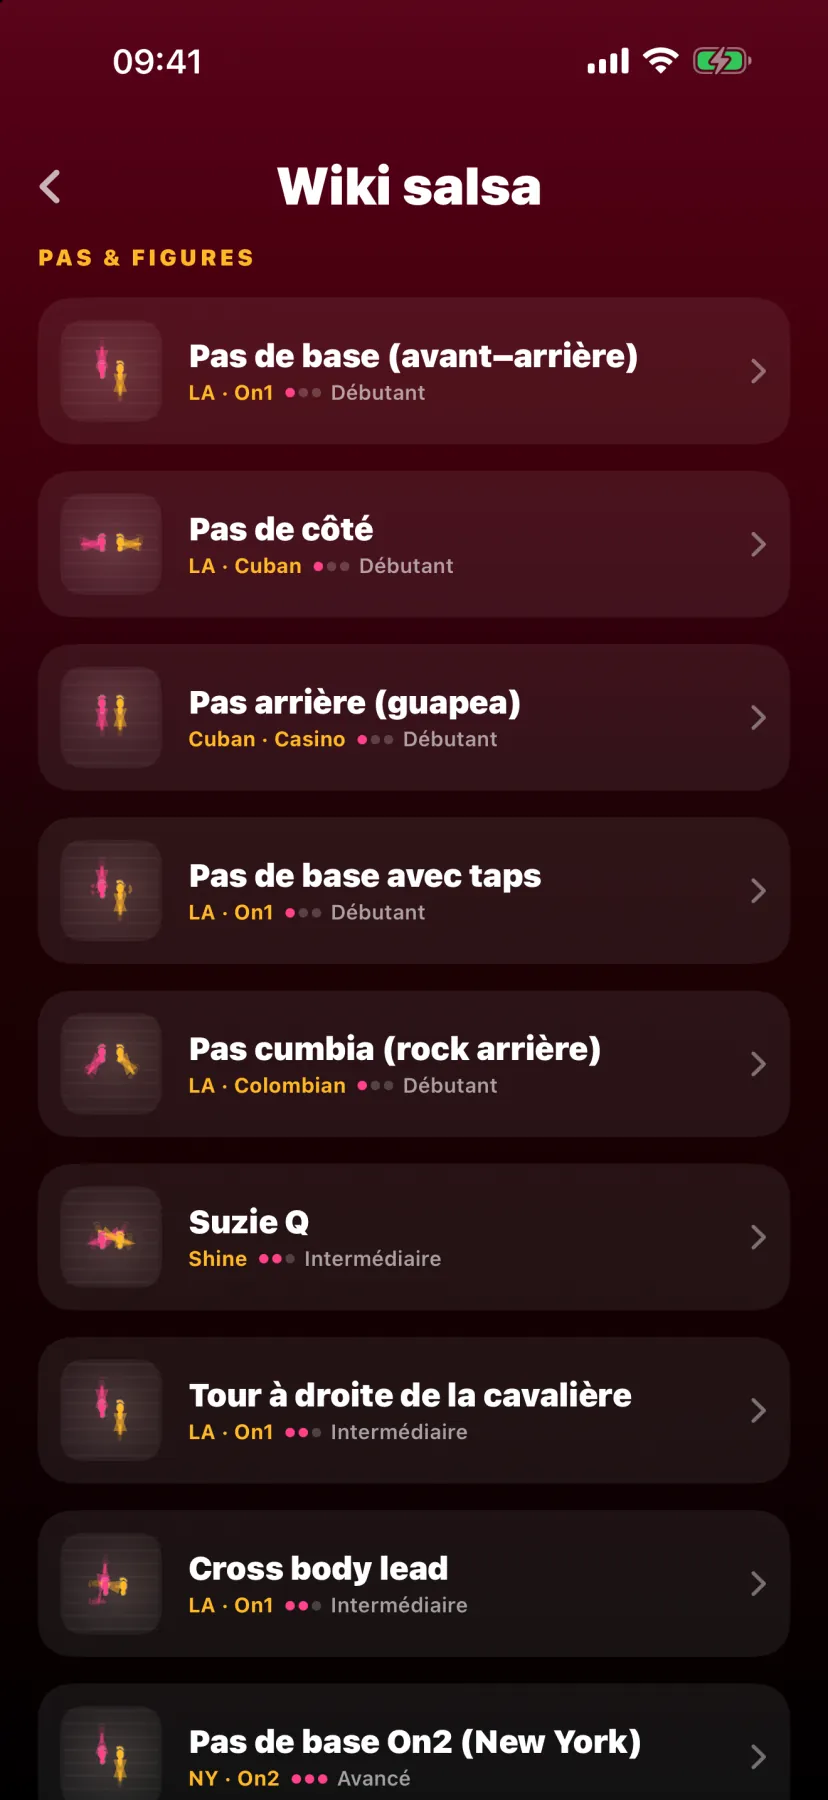 09:41
Wiki salsa
PAS & FIGURES
Pas de base (avant–arrière)
LA · On1 Débutant
Pas de côté
LA · Cuban Débutant
Pas arrière (guapea)
Cuban · Casino Débutant
Pas de base avec taps
LA · On1 Débutant
Pas cumbia (rock arrière)
LA · Colombian Débutant
Suzie Q
Shine Intermédiaire
Tour à droite de la cavalière
LA · On1 Intermédiaire
Cross body lead
LA · On1 Intermédiaire
Pas de base On2 (New York)
NY · On2 Avancé